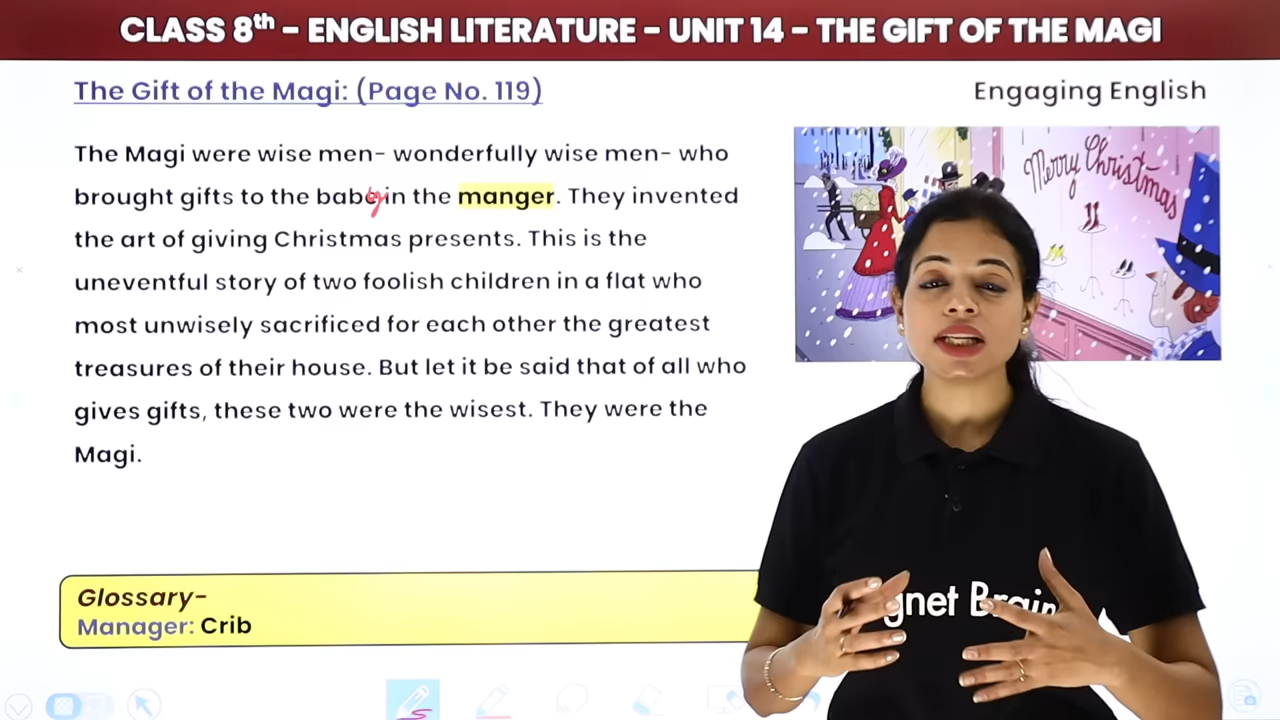 CLASS 8th - ENGLISH LITERATURE - UNIT 14 - THE GIFT OF THE MAGI
The Gift of the Magi: (Page No. 119)
Engaging English
The Magi were wise men- wonderfully wise men- who
brought gifts to the baby in the manger. They invented
the art of giving Christmas presents. This is the
uneventful story of two foolish children in a flat who
most unwisely sacrificed for each other the greatest
treasures of their house. But let it be said that of all who
gives gifts, these two were the wisest. They were the
Magi.
Merry Christmas
Glossary-
Manager: Crib